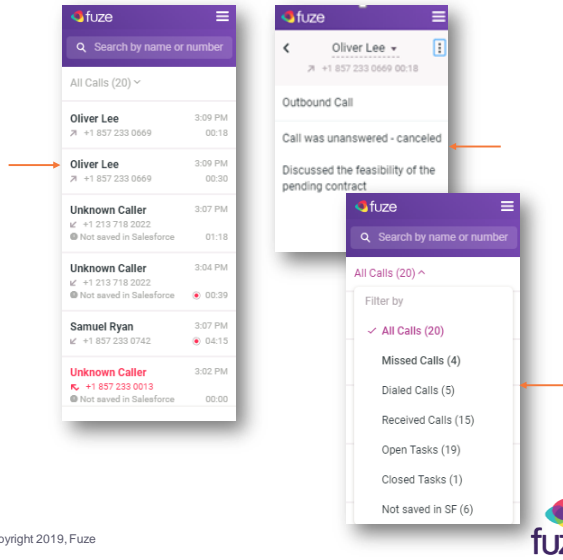 fuze
Search by name or number
All Calls (20)
Oliver Lee 3:09 PM
+1 857 233 0669 00:18
Oliver Lee 3:09 PM
+1 857 233 0669 00:30
Unknown Caller 3:07 PM
+1 213 718 2022
Not saved in Salesforce 01:18
Unknown Caller 3:04 PM
+1 213 718 2022
Not saved in Salesforce 00:39
Samuel Ryan 3:07 PM
+1 857 233 0742 04:15
Unknown Caller 3:02 PM
+1 857 233 0013
Not saved in Salesforce 00:00
fuze
Oliver Lee
+1 857 233 0669 00:18
Outbound Call
Call was unanswered - canceled
Discussed the feasibility of the
pending contract
fuze
Search by name or number
All Calls (20)
Filter by
All Calls (20)
Missed Calls (4)
Dialed Calls (5)
Received Calls (15)
Open Tasks (19)
Closed Tasks (1)
Not saved in SF (6)
opyright 2019, Fuze
fuz